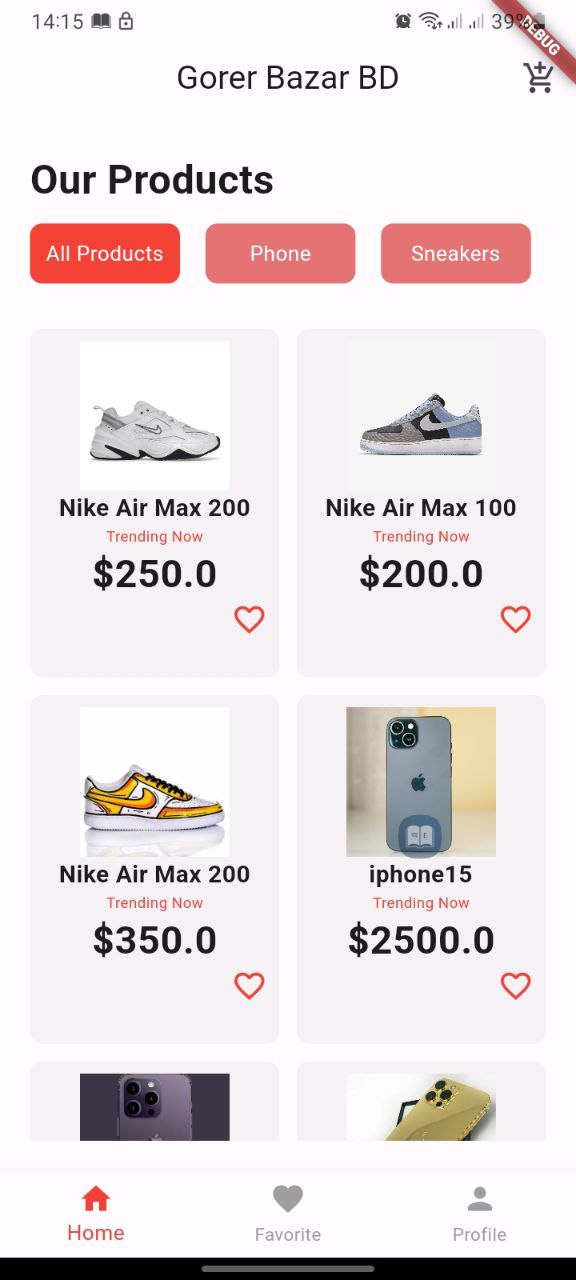 14:15 39%
DEBUG
Gorer Bazar BD
Our Products
All Products Phone Sneakers
Nike Air Max 200 Nike Air Max 100
Trending Now Trending Now
$250.0 $200.0
Nike Air Max 200 iphone15
Trending Now Trending Now
$350.0 $2500.0
Home Favorite Profile